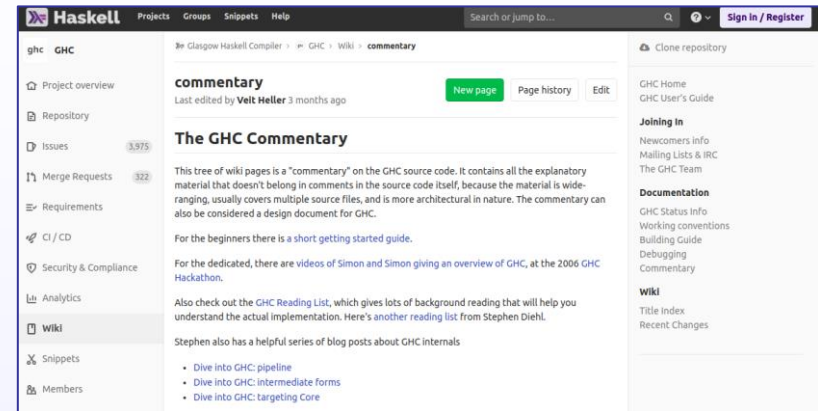 Haskell Projects Groups Snippets Help Search or jump to... Sign in / Register
ghc GHC
Project overview
Repository
Issues 3,975
Merge Requests 322
Requirements
CI / CD
Security & Compliance
Analytics
Wiki
Snippets
Members
Glasgow Haskell Compiler > GHC > Wiki > commentary
commentary
Last edited by Veit Heller 3 months ago
New page Page history Edit
The GHC Commentary
This tree of wiki pages is a "commentary" on the GHC source code. It contains all the explanatory
material that doesn't belong in comments in the source code itself, because the material is wide-
ranging, usually covers multiple source files, and is more architectural in nature. The commentary can
also be considered a design document for GHC.
For the beginners there is a short getting started guide.
For the dedicated, there are videos of Simon and Simon giving an overview of GHC, at the 2006 GHC
Hackathon.
Also check out the GHC Reading List, which gives lots of background reading that will help you
understand the actual implementation. Here's another reading list from Stephen Diehl.
Stephen also has a helpful series of blog posts about GHC internals
• Dive into GHC: pipeline
• Dive into GHC: intermediate forms
• Dive into GHC: targeting Core
Clone repository
GHC Home
GHC User's Guide
Joining In
Newcomers info
Mailing Lists & IRC
The GHC Team
Documentation
GHC Status Info
Working conventions
Building Guide
Debugging
Commentary
Wiki
Title Index
Recent Changes